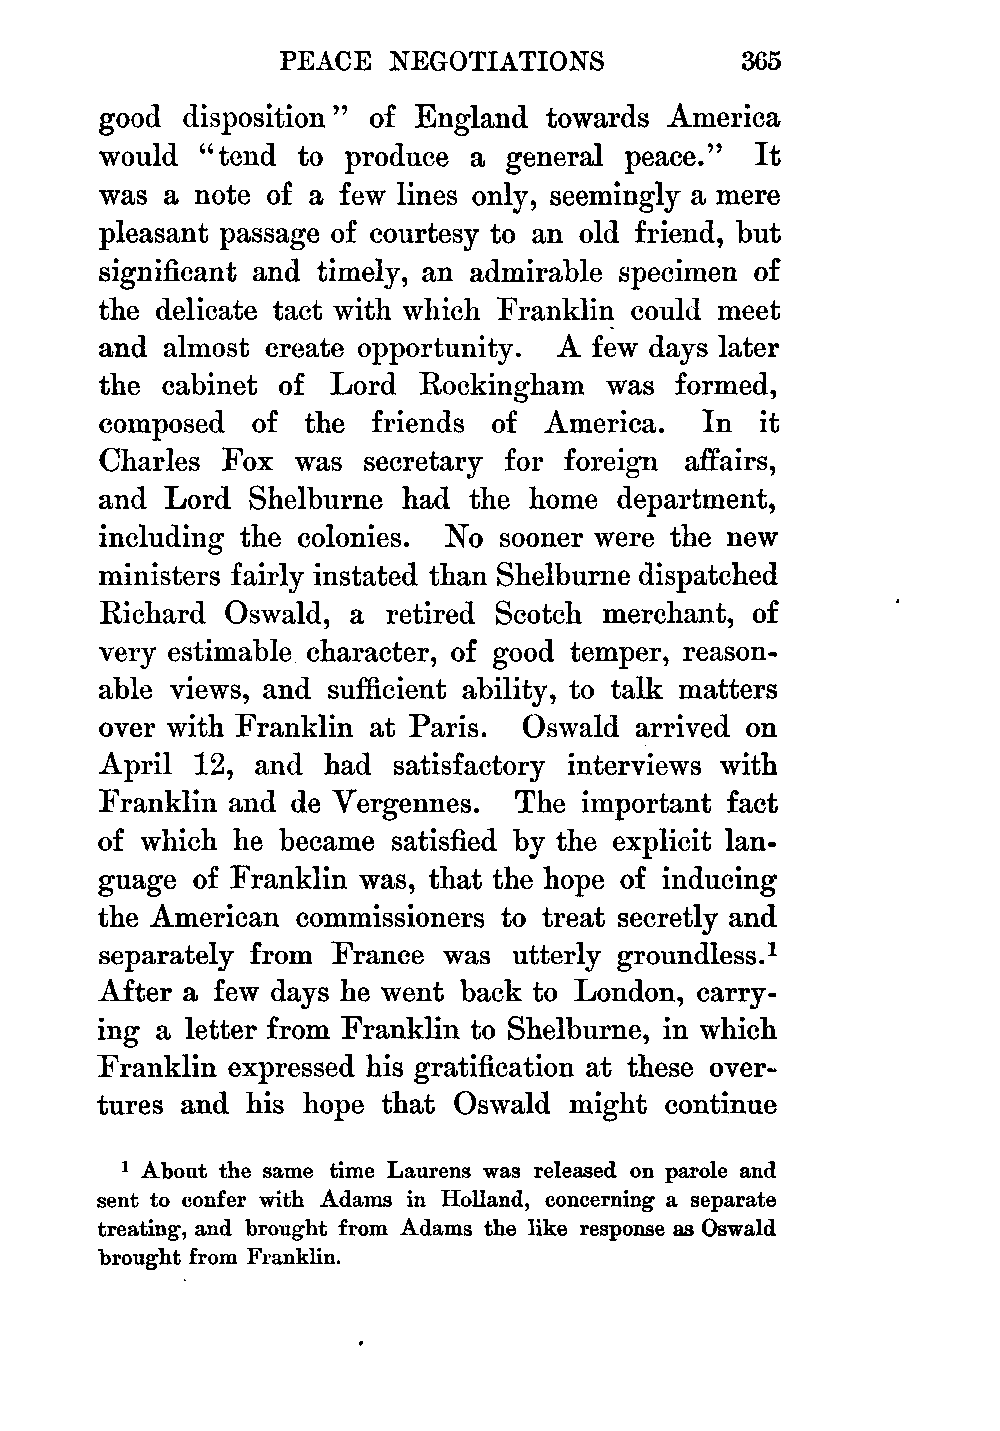 PEACE NEGOTIATIONS 365
good disposition” of England towards America
would “tend to produce a general peace.” It
was a note of a few lines only, seemingly a mere
pleasant passage of courtesy to an old friend, but
significant and timely, an admirable specimen of
the delicate tact with which Franklin could meet
and almost create opportunity. A few days later
the cabinet of Lord Rockingham was formed,
composed of the friends of America. In it
Charles Fox was secretary for foreign affairs,
and Lord Shelburne had the home department,
including the colonies. No sooner were the new
ministers fairly instated than Shelburne dispatched
Richard Oswald, a retired Scotch merchant, of
very estimable character, of good temper, reason-
able views, and sufficient ability, to talk matters
over with Franklin at Paris. Oswald arrived on
April 12, and had satisfactory interviews with
Franklin and de Vergennes. The important fact
of which he became satisfied by the explicit lan-
guage of Franklin was, that the hope of inducing
the American commissioners to treat secretly and
separately from France was utterly groundless.¹
After a few days he went back to London, carry-
ing a letter from Franklin to Shelburne, in which
Franklin expressed his gratification at these over-
tures and his hope that Oswald might continue
¹ About the same time Laurens was released on parole and
sent to confer with Adams in Holland, concerning a separate
treating, and brought from Adams the like response as Oswald
brought from Franklin.